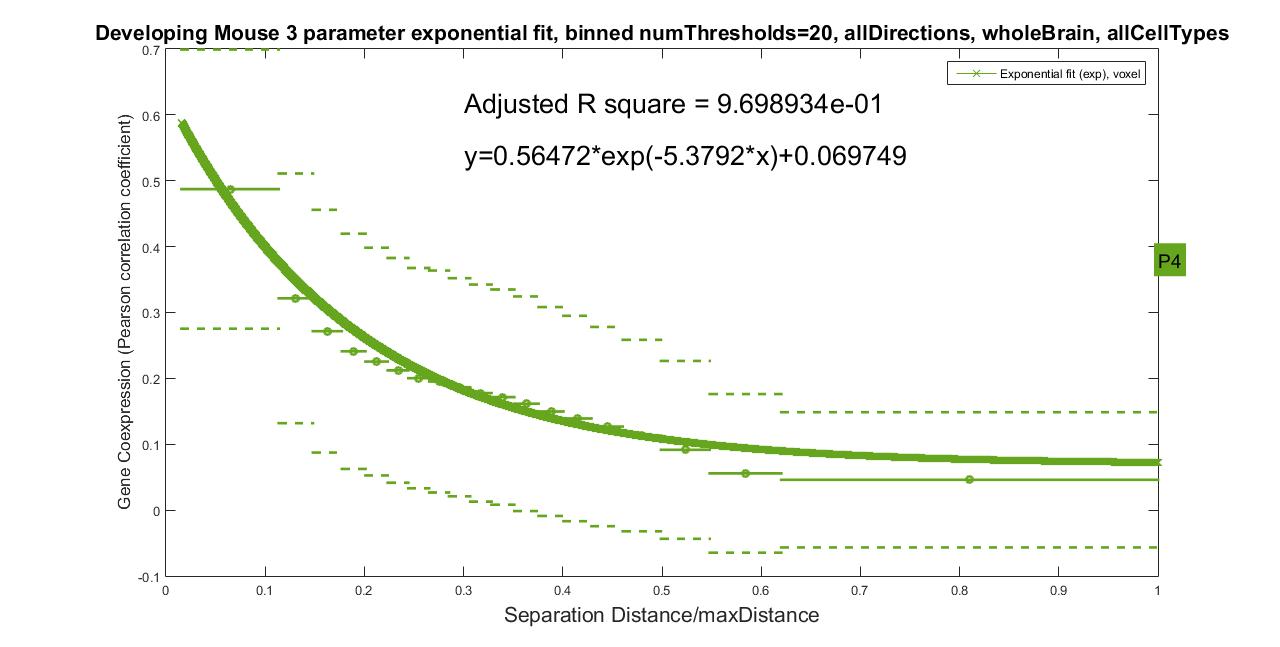 Developing Mouse 3 parameter exponential fit, binned numThresholds=20, allDirections, wholeBrain, allCellTypes
Exponential fit (exp), voxel
Adjusted R square = 9.698934e-01
y=0.56472*exp(-5.3792*x)+0.069749
P4
Gene Coexpression (Pearson correlation coefficient)
0.7
0.6
0.5
0.4
0.3
0.2
0.1
0
-0.1
0 0.1 0.2 0.3 0.4 0.5 0.6 0.7 0.8 0.9 1
Separation Distance/maxDistance